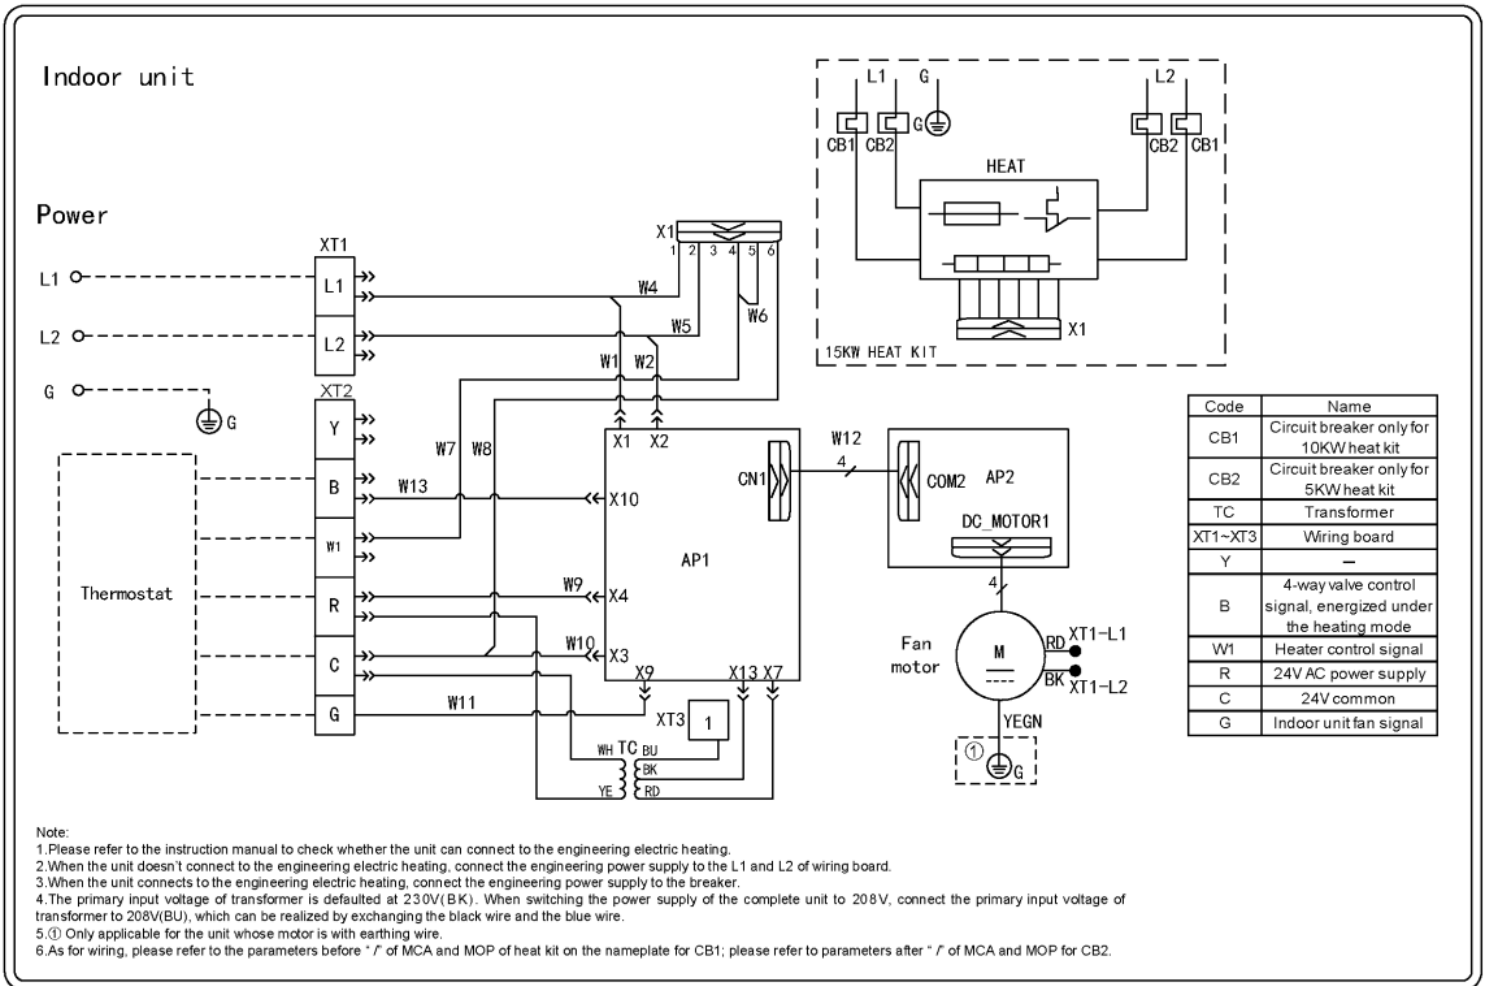 Indoor unit
Power
L1
L2
G
G
XT1
L1
L2
XT2
Y
B
W1
R
C
G
Thermostat
X1
1 2 3 4 5 6
W4
W5
W6
W1 W2
W7 W8
W13
W9
W10
W11
X1 X2
X10
X4
X3
X9
X13 X7
CN1
AP1
W12
4
COM2
AP2
DC_MOTOR1
4
Fan
motor
M
RD XT1-L1
BK XT1-L2
YEGN
① G
XT3
1
WH TC BU
BK
YE RD
L1 G L2
G
CB1 CB2
CB2 CB1
HEAT
X1
15KW HEAT KIT
Code Name
CB1 Circuit breaker only for
10KW heat kit
CB2 Circuit breaker only for
5KW heat kit
TC Transformer
XT1~XT3 Wiring board
Y —
B 4-way valve control
signal, energized under
the heating mode
W1 Heater control signal
R 24V AC power supply
C 24V common
G Indoor unit fan signal
Note:
1.Please refer to the instruction manual to check whether the unit can connect to the engineering electric heating.
2.When the unit doesn't connect to the engineering electric heating, connect the engineering power supply to the L1 and L2 of wiring board.
3.When the unit connects to the engineering electric heating, connect the engineering power supply to the breaker.
4.The primary input voltage of transformer is defaulted at 230V(BK). When switching the power supply of the complete unit to 208V, connect the primary input voltage of
transformer to 208V(BU), which can be realized by exchanging the black wire and the blue wire.
5.① Only applicable for the unit whose motor is with earthing wire.
6.As for wiring, please refer to the parameters before “ /” of MCA and MOP of heat kit on the nameplate for CB1; please refer to parameters after “ /” of MCA and MOP for CB2.